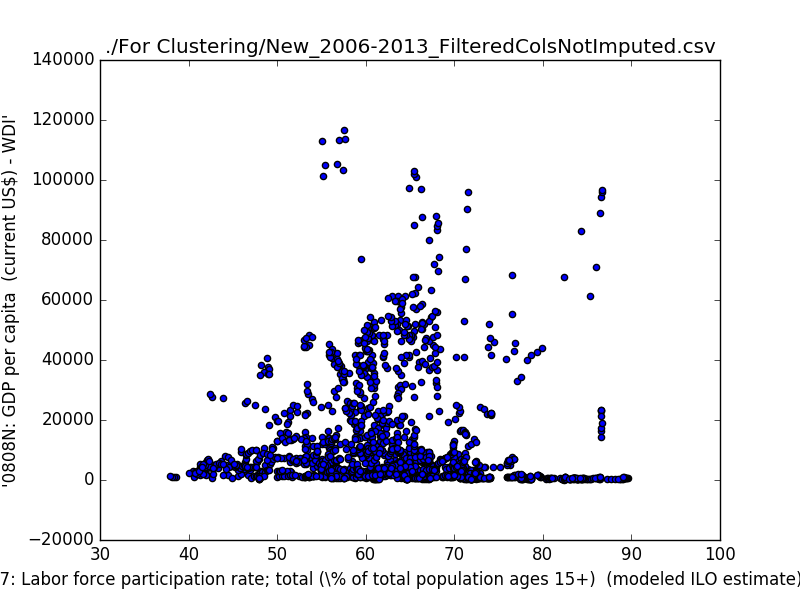 ./For Clustering/New_2006-2013_FilteredColsNotImputed.csv
140000
120000
100000
80000
60000
40000
20000
0
−20000
'0808N: GDP per capita  (current US$) - WDI'
30 40 50 60 70 80 90 100
7: Labor force participation rate; total (\% of total population ages 15+)  (modeled ILO estimate)